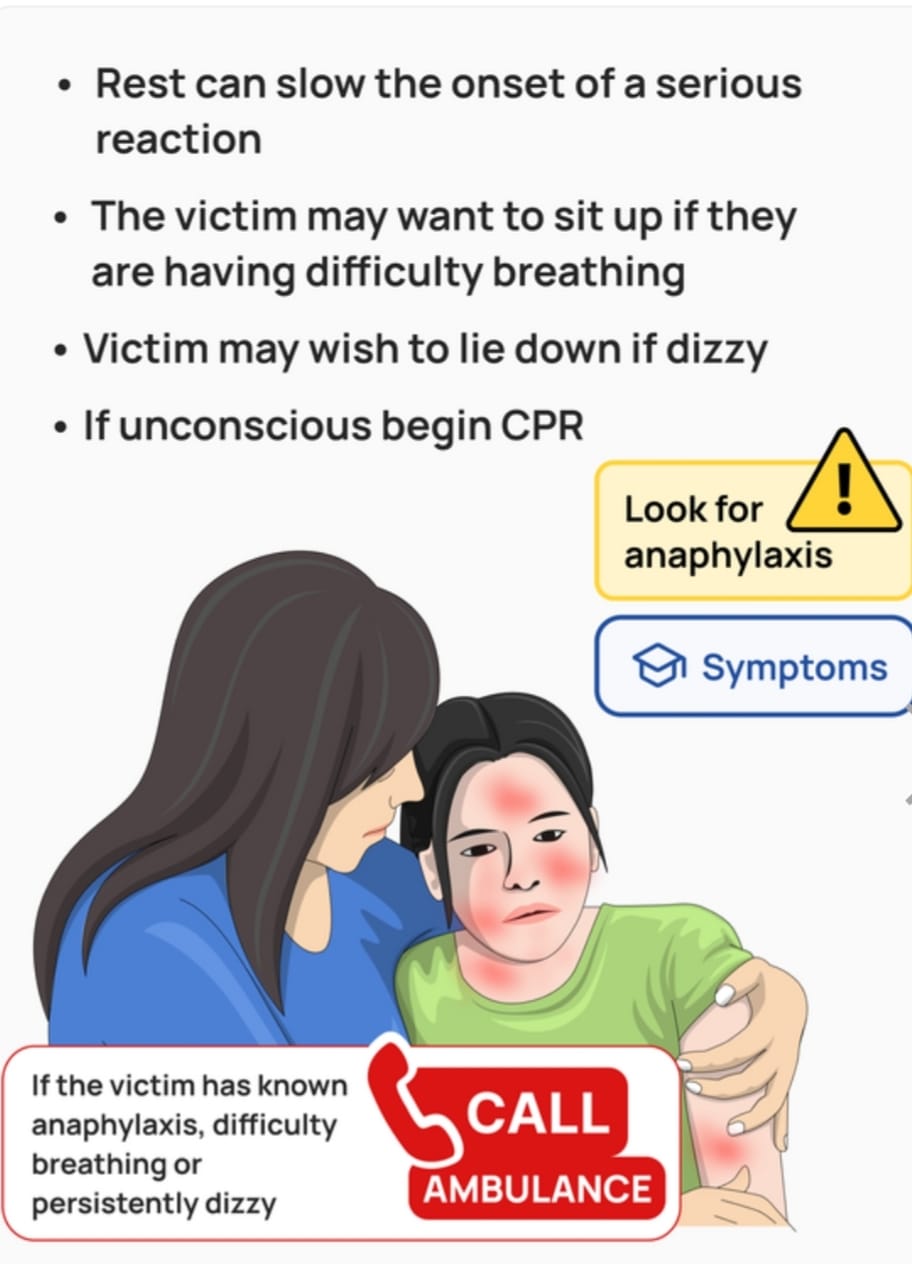 • Rest can slow the onset of a serious
reaction
• The victim may want to sit up if they
are having difficulty breathing
• Victim may wish to lie down if dizzy
• If unconscious begin CPR
Look for
anaphylaxis
Symptoms
If the victim has known
anaphylaxis, difficulty
breathing or
persistently dizzy
CALL
AMBULANCE